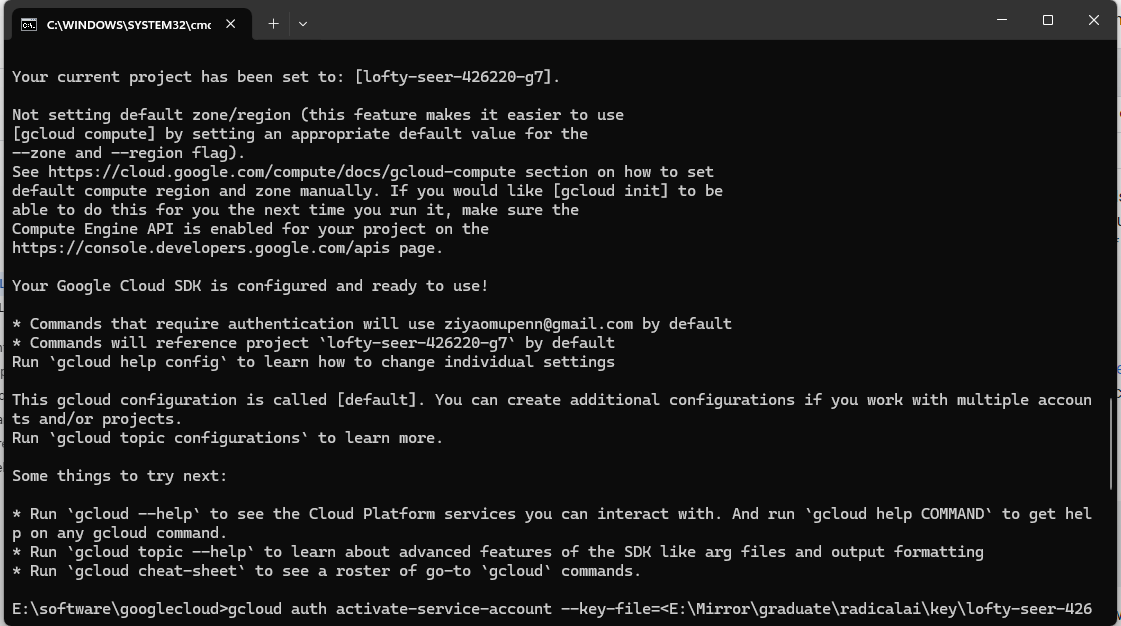 C:\WINDOWS\SYSTEM32\cmd
Your current project has been set to: [lofty-seer-426220-g7].
Not setting default zone/region (this feature makes it easier to use
[gcloud compute] by setting an appropriate default value for the
--zone and --region flag).
See https://cloud.google.com/compute/docs/gcloud-compute section on how to set
default compute region and zone manually. If you would like [gcloud init] to be
able to do this for you the next time you run it, make sure the
Compute Engine API is enabled for your project on the
https://console.developers.google.com/apis page.
Your Google Cloud SDK is configured and ready to use!
* Commands that require authentication will use ziyaomupenn@gmail.com by default
* Commands will reference project `lofty-seer-426220-g7` by default
Run `gcloud help config` to learn how to change individual settings
This gcloud configuration is called [default]. You can create additional configurations if you work with multiple accoun
ts and/or projects.
Run `gcloud topic configurations` to learn more.
Some things to try next:
* Run `gcloud --help` to see the Cloud Platform services you can interact with. And run `gcloud help COMMAND` to get hel
p on any gcloud command.
* Run `gcloud topic --help` to learn about advanced features of the SDK like arg files and output formatting
* Run `gcloud cheat-sheet` to see a roster of go-to `gcloud` commands.
E:\software\googlecloud>gcloud auth activate-service-account --key-file=<E:\Mirror\graduate\radicalai\key\lofty-seer-426